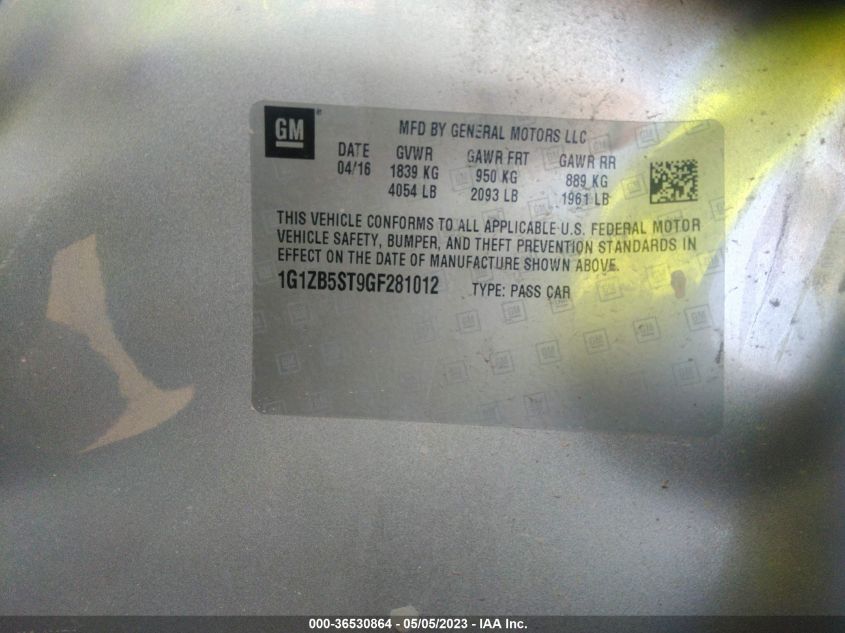 GM
MFD BY GENERAL MOTORS LLC
DATE GVWR GAWR FRT GAWR RR
04/16 1839 KG 950 KG 889 KG
4054 LB 2093 LB 1961 LB
THIS VEHICLE CONFORMS TO ALL APPLICABLE U.S. FEDERAL MOTOR
VEHICLE SAFETY, BUMPER, AND THEFT PREVENTION STANDARDS IN
EFFECT ON THE DATE OF MANUFACTURE SHOWN ABOVE.
1G1ZB5ST9GF281012 TYPE: PASS CAR
000-36530864 - 05/05/2023 - IAA Inc.